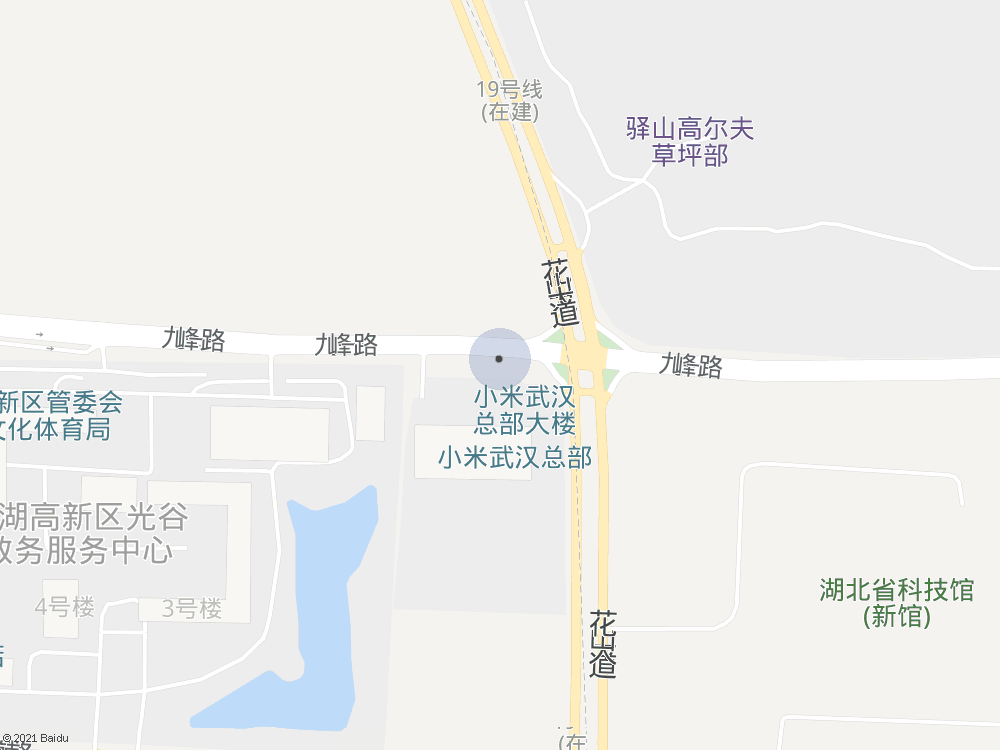 19号线
(在建)
驿山高尔夫
草坪部
花山道
九峰路
九峰路
九峰路
小米武汉
总部大楼
小米武汉总部
新区管委会
文化体育局
湖高新区光谷
政务服务中心
4号楼
3号楼
湖北省科技馆
(新馆)
花山道
(在
© 2021 Baidu